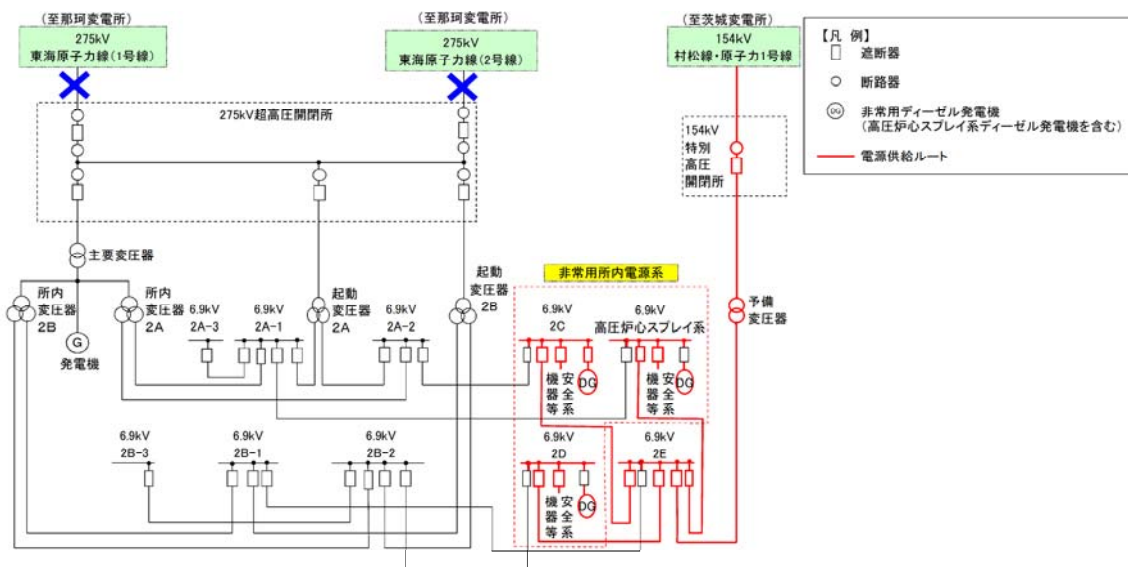 (至那珂変電所)
275kV
東海原子力線(1号線)
(至那珂変電所)
275kV
東海原子力線(2号線)
(至茨城変電所)
154kV
村松線・原子力1号線
【凡 例】
遮断器
断路器
DG
非常用ディーゼル発電機
(高圧炉心スプレイ系ディーゼル発電機を含む)
電源供給ルート
275kV超高圧開閉所
154kV
特別
高圧
開閉所
主要変圧器
所内
変圧器
2B
G
発電機
所内
変圧器
2A
6.9kV
2A-3
6.9kV
2A-1
起動
変圧器
2A
6.9kV
2A-2
起動
変圧器
2B
非常用所内電源系
6.9kV
2C
安全系
機器等
DG
6.9kV
高圧炉心スプレイ系
安全系
機器等
DG
予備
変圧器
6.9kV
2B-3
6.9kV
2B-1
6.9kV
2B-2
6.9kV
2D
安全系
機器等
DG
6.9kV
2E